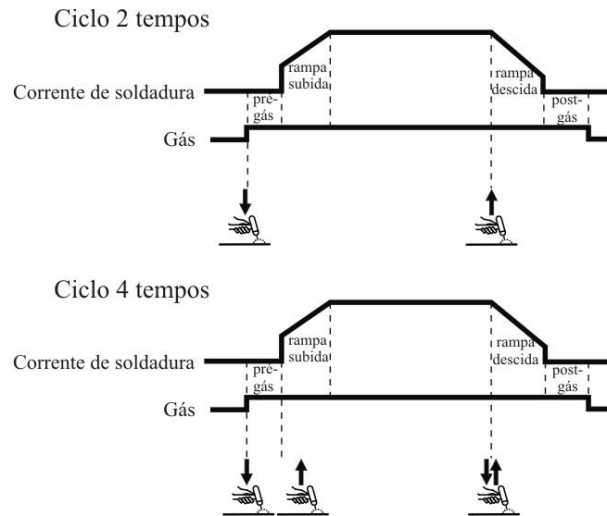 Ciclo 2 tempos
rampa
subida
rampa
descida
Corrente de soldadura
pré-
gás
post-
gás
Gás
Ciclo 4 tempos
rampa
subida
rampa
descida
Corrente de soldadura
pré-
gás
post-
gás
Gás